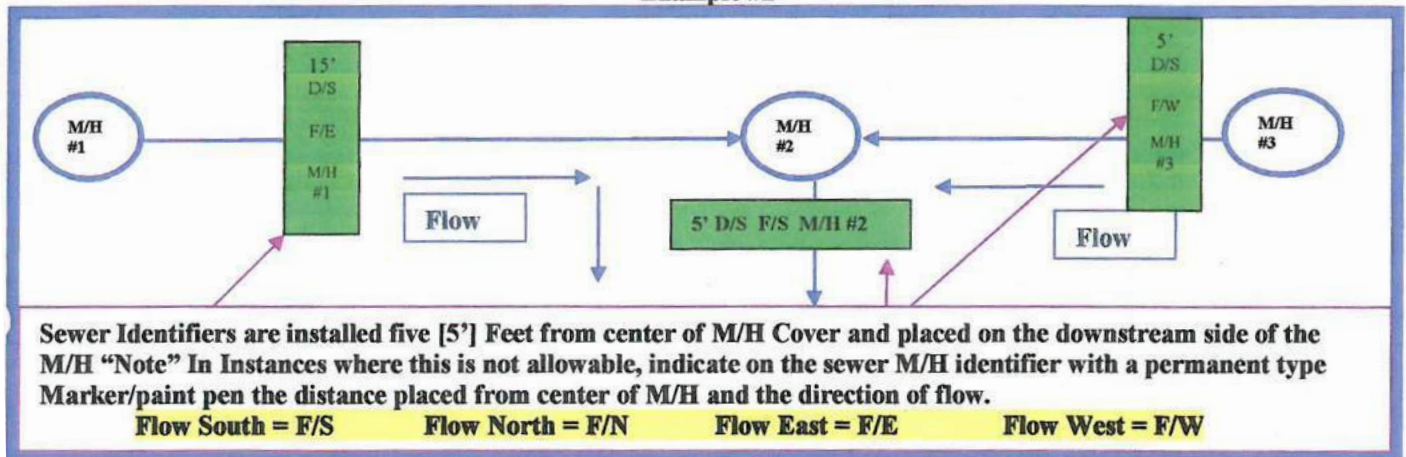 15'
D/S
F/E
M/H
#1
M/H
#1
M/H
#2
5'
D/S
F/W
M/H
#3
M/H
#3
Flow
5' D/S F/S M/H #2
Flow
Sewer Identifiers are installed five [5’] Feet from center of M/H Cover and placed on the downstream side of the
M/H “Note” In Instances where this is not allowable, indicate on the sewer M/H identifier with a permanent type
Marker/paint pen the distance placed from center of M/H and the direction of flow.
Flow South = F/S Flow North = F/N Flow East = F/E Flow West = F/W